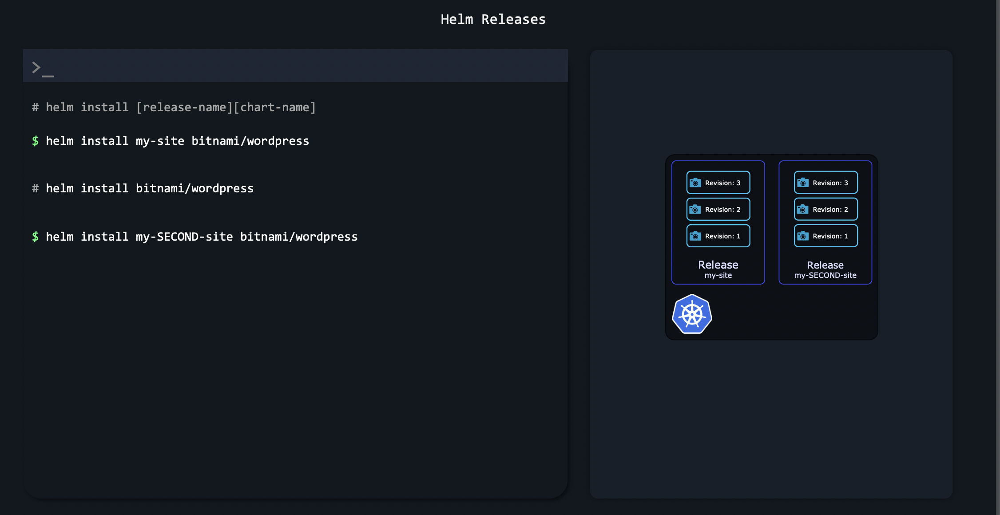 Helm Releases
>_
# helm install [release-name][chart-name]
$ helm install my-site bitnami/wordpress
# helm install bitnami/wordpress
$ helm install my-SECOND-site bitnami/wordpress
Revision: 3
Revision: 2
Revision: 1
Release
my-site
Revision: 3
Revision: 2
Revision: 1
Release
my-SECOND-site